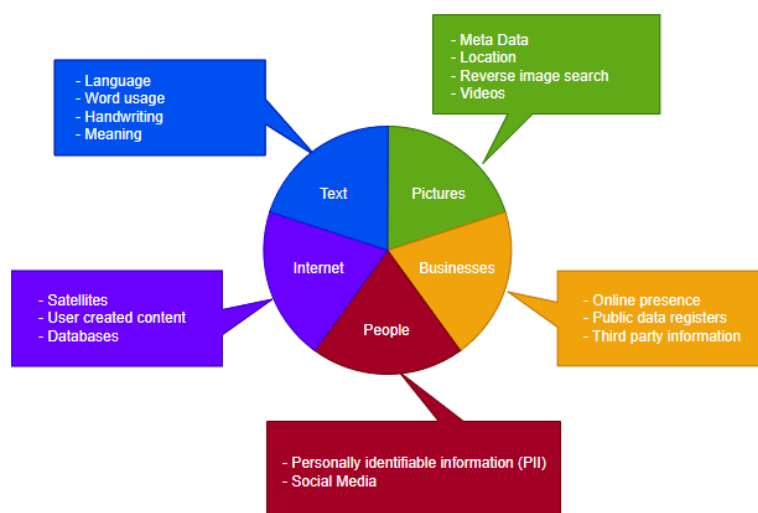 - Meta Data
- Location
- Reverse image search
- Videos
- Language
- Word usage
- Handwriting
- Meaning
Text
Pictures
Internet
Businesses
People
- Satellites
- User created content
- Databases
- Online presence
- Public data registers
- Third party information
- Personally identifiable information (PII)
- Social Media